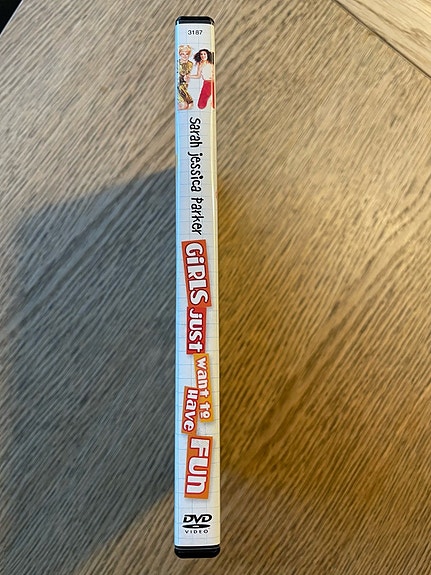 3187
sarah jessica Parker
GiRLS just want to Have Fun
DVD
VIDEO